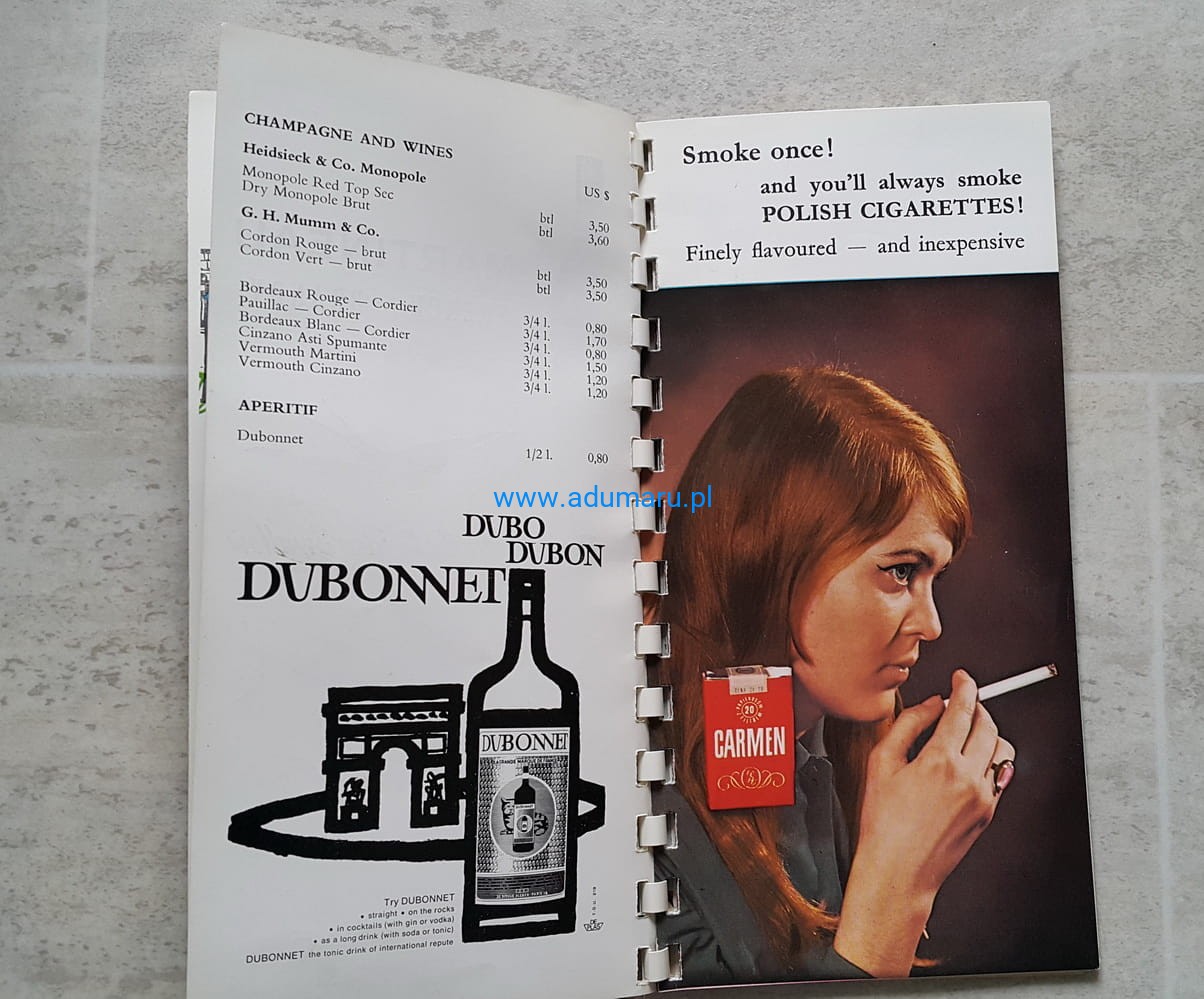 CHAMPAGNE AND WINES
US $
Heidsieck & Co. Monopole
Monopole Red Top Sec btl 3,50
Dry Monopole Brut btl 3,60
G. H. Mumm & Co.
Cordon Rouge — brut btl 3,50
Cordon Vert — brut btl 3,50
Bordeaux Rouge — Cordier 3/4 l. 0,80
Pauillac — Cordier 3/4 l. 1,70
Bordeaux Blanc — Cordier 3/4 l. 0,80
Cinzano Asti Spumante 3/4 l. 1,50
Vermouth Martini 3/4 l. 1,20
Vermouth Cinzano 3/4 l. 1,20
APERITIF
Dubonnet 1/2 l. 0,80
DUBO
DUBON
DUBONNET
DUBONNET
Try DUBONNET
• straight • on the rocks
• in cocktails (with gin or vodka)
• as a long drink (with soda or tonic)
DUBONNET the tonic drink of international repute
Smoke once!
and you'll always smoke
POLISH CIGARETTES!
Finely flavoured — and inexpensive
20
CARMEN
www.adumaru.pl